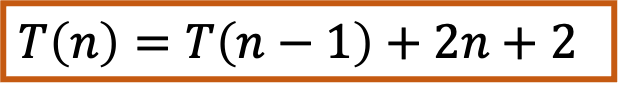 T(n) = T(n − 1) + 2n + 2